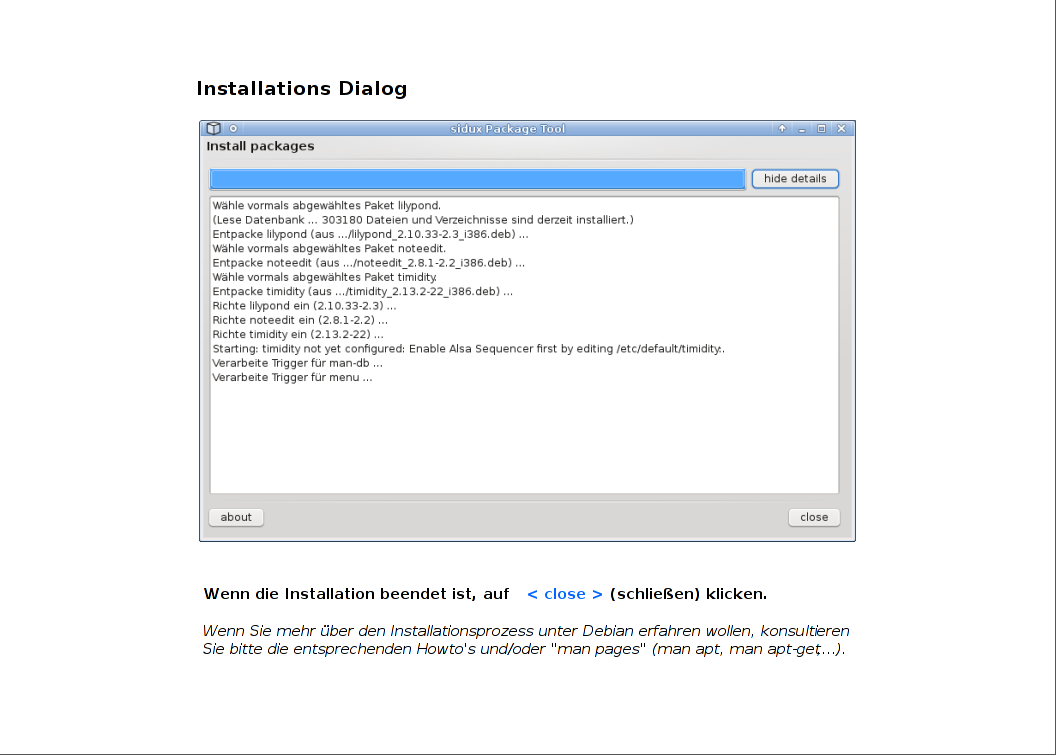 Installations Dialog
sidux Package Tool
Install packages
hide details
Wähle vormals abgewähltes Paket lilypond.
(Lese Datenbank ... 303180 Dateien und Verzeichnisse sind derzeit installiert.)
Entpacke lilypond (aus .../lilypond_2.10.33-2.3_i386.deb) ...
Wähle vormals abgewähltes Paket noteedit.
Entpacke noteedit (aus .../noteedit_2.8.1-2.2_i386.deb) ...
Wähle vormals abgewähltes Paket timidity.
Entpacke timidity (aus .../timidity_2.13.2-22_i386.deb) ...
Richte lilypond ein (2.10.33-2.3) ...
Richte noteedit ein (2.8.1-2.2) ...
Richte timidity ein (2.13.2-22) ...
Starting: timidity not yet configured: Enable Alsa Sequencer first by editing /etc/default/timidity:.
Verarbeite Trigger für man-db ...
Verarbeite Trigger für menu ...
about
close
Wenn die Installation beendet ist, auf < close > (schließen) klicken.
Wenn Sie mehr über den Installationsprozess unter Debian erfahren wollen, konsultieren
Sie bitte die entsprechenden Howto's und/oder "man pages" (man apt, man apt-get,...).